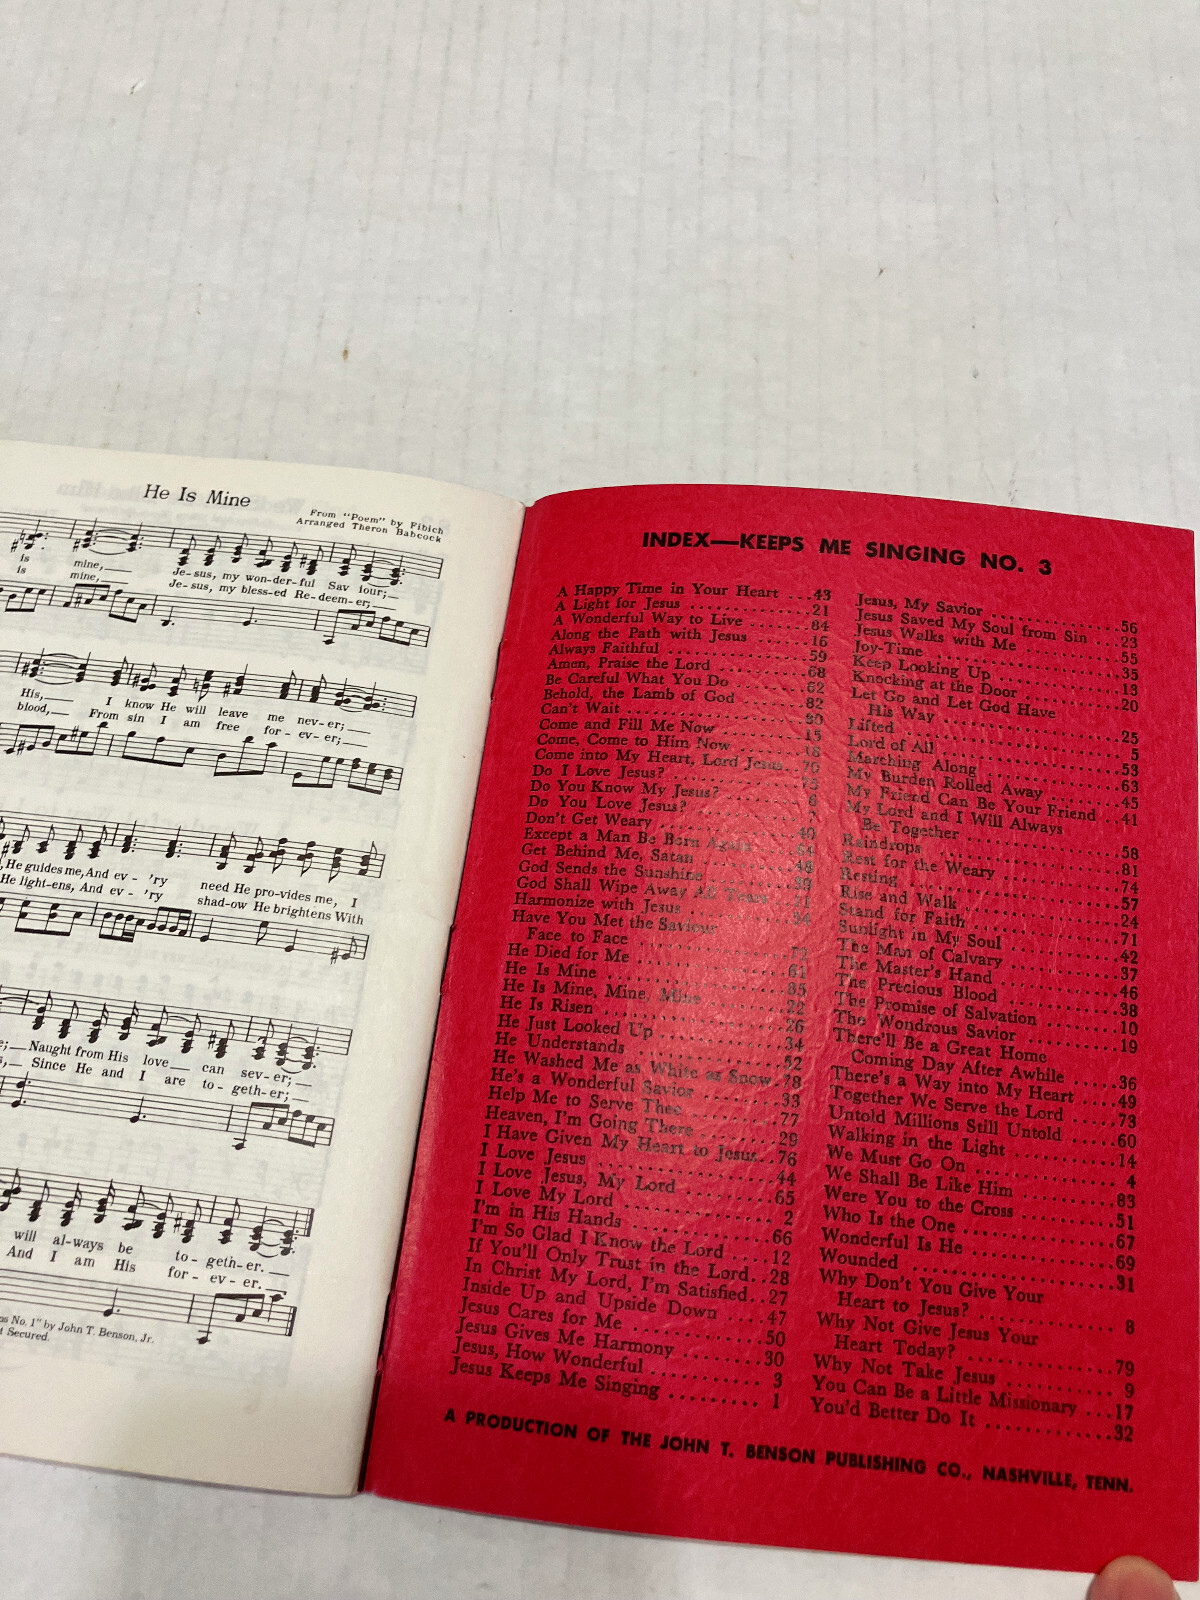 He Is Mine
From "Poem" by Fibich
Arranged Theron Babcock
is mine,___ Je-sus, my won-der-ful Sav iour;___
is mine,___ Je-sus, my bless-ed Re-deem-er;___
His,___ I know He will leave me nev-er;___
blood,___ From sin I am free for-ev-er;___
He guides me, And ev-'ry need He pro-vides me, I
He light-ens, And ev-'ry shad-ow He brightens With
Naught from His love___ can sev-er;___
Since He and I are to-geth-er;___
will al-ways be to-geth-er.___
And I am His for-ev-er.___
No. 1" by John T. Benson, Jr.
Secured.
INDEX—KEEPS ME SINGING NO. 3
A Happy Time in Your Heart ...43
A Light for Jesus ...............21
A Wonderful Way to Live .......84
Along the Path with Jesus ......16
Always Faithful ................59
Amen, Praise the Lord .........68
Be Careful What You Do .......62
Behold, the Lamb of God .......82
Can't Wait .....................80
Come and Fill Me Now ........15
Come, Come to Him Now .......18
Come into My Heart, Lord Jesus..70
Do I Love Jesus? ...............75
Do You Know My Jesus? ........6
Do You Love Jesus? ............7
Don't Get Weary ...............40
Except a Man Be Born Again ....64
Get Behind Me, Satan ..........48
God Sends the Sunshine ........39
God Shall Wipe Away All Tears ...11
Harmonize with Jesus ..........54
Have You Met the Saviour
Face to Face .................72
He Died for Me ................61
He Is Mine .....................85
He Is Mine, Mine, Mine ........22
He Is Risen ....................26
He Just Looked Up .............34
He Understands ................52
He Washed Me as White as Snow.78
He's a Wonderful Savior ........33
Help Me to Serve Thee .........77
Heaven, I'm Going There ........29
I Have Given My Heart to Jesus..76
I Love Jesus ....................44
I Love Jesus, My Lord ..........65
I Love My Lord ................2
I'm in His Hands ...............66
I'm So Glad I Know the Lord ....12
If You'll Only Trust in the Lord..28
In Christ My Lord, I'm Satisfied..27
Inside Up and Upside Down .....47
Jesus Cares for Me .............50
Jesus Gives Me Harmony ........30
Jesus, How Wonderful ..........3
Jesus Keeps Me Singing .........1
Jesus, My Savior ...............56
Jesus Saved My Soul from Sin ...23
Jesus Walks with Me ...........55
Joy-Time ......................35
Keep Looking Up ..............13
Knocking at the Door ..........20
Let Go and Let God Have
His Way ....................25
Lifted .........................5
Lord of All ....................53
Marching Along ................63
My Burden Rolled Away ........45
My Friend Can Be Your Friend ..41
My Lord and I Will Always
Be Together .................58
Raindrops .....................81
Rest for the Weary .............74
Resting ........................57
Rise and Walk .................24
Stand for Faith ................71
Sunlight in My Soul ............42
The Man of Calvary ............37
The Master's Hand .............46
The Precious Blood .............38
The Promise of Salvation ........10
The Wondrous Savior ...........19
There'll Be a Great Home
Coming Day After Awhile ......36
There's a Way into My Heart ....49
Together We Serve the Lord .....73
Untold Millions Still Untold .....60
Walking in the Light ............14
We Must Go On ................4
We Shall Be Like Him ...........83
Were You to the Cross ..........51
Who Is the One ................67
Wonderful Is He ...............69
Wounded .....................31
Why Don't You Give Your
Heart to Jesus? ...............8
Why Not Give Jesus Your
Heart Today? ................79
Why Not Take Jesus ............9
You Can Be a Little Missionary ...17
You'd Better Do It .............32
A PRODUCTION OF THE JOHN T. BENSON PUBLISHING CO., NASHVILLE, TENN.